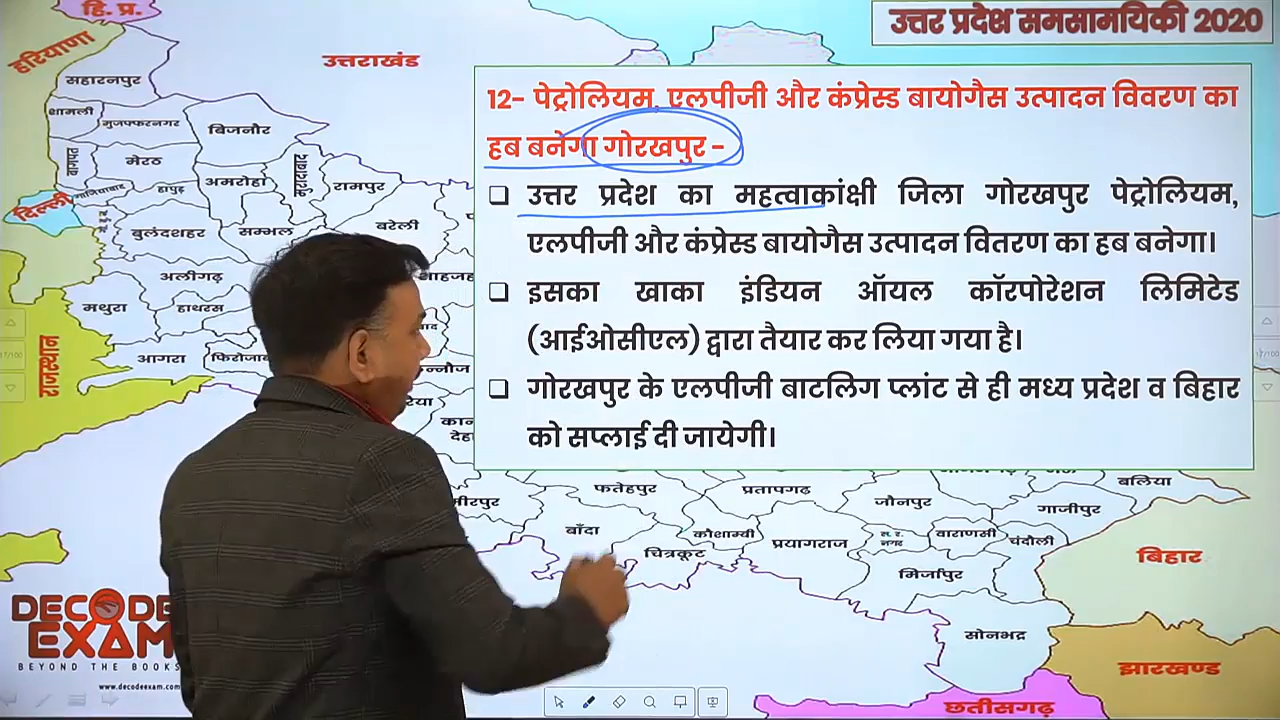 हि. प्र.
उत्तर प्रदेश समसामयिकी 2020
हरियाणा
उत्तराखंड
सहारनपुर
शामली
मुजफ्फरनगर
बिजनौर
बागपत
मेरठ
गाजियाबाद
हापुड़
अमरोहा
मुरादाबाद
रामपुर
दिल्ली
बुलंदशहर
सम्भल
बरेली
अलीगढ़
मथुरा
हाथरस
आगरा
राजस्थान
12- पेट्रोलियम, एलपीजी और कंप्रेस्ड बायोगैस उत्पादन विवरण का
हब बनेगा गोरखपुर -
❑ उत्तर प्रदेश का महत्वाकांक्षी जिला गोरखपुर पेट्रोलियम,
एलपीजी और कंप्रेस्ड बायोगैस उत्पादन वितरण का हब बनेगा।
❑ इसका खाका इंडियन ऑयल कॉरपोरेशन लिमिटेड
(आईओसीएल) द्वारा तैयार कर लिया गया है।
❑ गोरखपुर के एलपीजी बाटलिग प्लांट से ही मध्य प्रदेश व बिहार
को सप्लाई दी जायेगी।
फतेहपुर
प्रतापगढ़
जौनपुर
बलिया
गाजीपुर
बाँदा
कौशाम्बी
चित्रकूट
प्रयागराज
वाराणसी
चंदौली
मिर्जापुर
बिहार
सोनभद्र
झारखण्ड
छतीसगढ़
DECODE
EXAM
BEYOND THE BOOKS
www.decodeexam.com